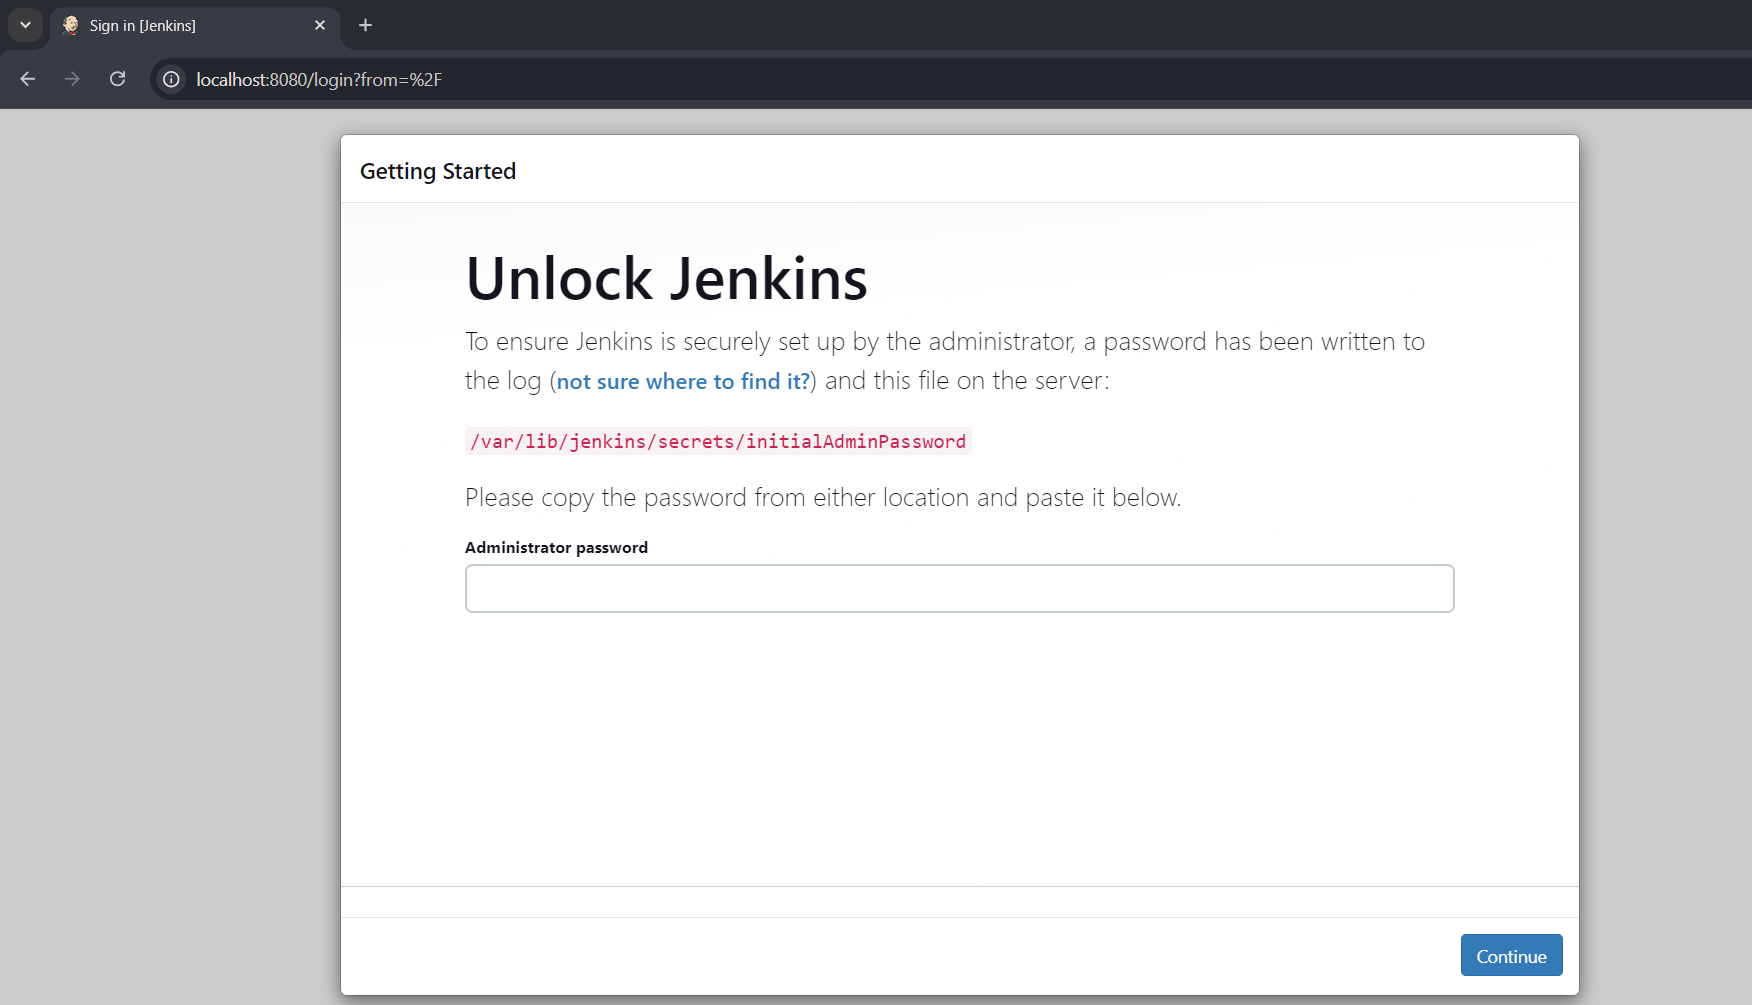 Sign in [Jenkins]
localhost:8080/login?from=%2F
Getting Started
Unlock Jenkins
To ensure Jenkins is securely set up by the administrator, a password has been written to
the log (not sure where to find it?) and this file on the server:
/var/lib/jenkins/secrets/initialAdminPassword
Please copy the password from either location and paste it below.
Administrator password
Continue